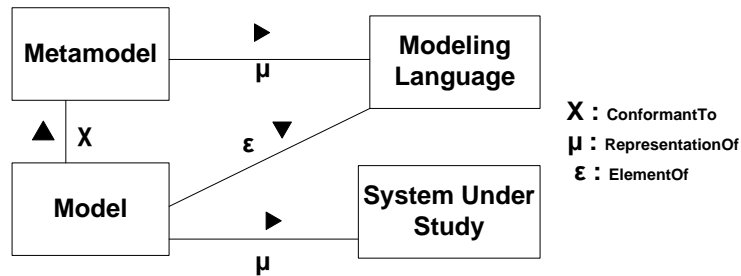 Metamodel
μ
Modeling
Language
χ
ε
Model
μ
System Under
Study
χ : ConformantTo
μ : RepresentationOf
ε : ElementOf